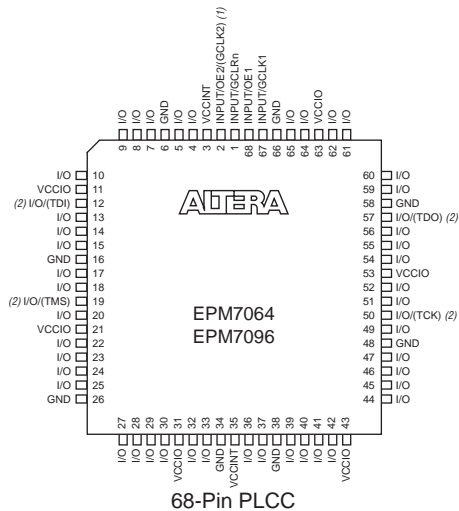 I/O
I/O
I/O
GND
I/O
I/O
VCCINT
INPUT/OE2/(GCLK2) (1)
INPUT/GCLRn
INPUT/OE1
INPUT/GCLK1
GND
I/O
I/O
VCCIO
I/O
I/O
9 8 7 6 5 4 3 2 1 68 67 66 65 64 63 62 61
I/O 10
VCCIO 11
(2) I/O/(TDI) 12
I/O 13
I/O 14
I/O 15
GND 16
I/O 17
I/O 18
(2) I/O/(TMS) 19
I/O 20
VCCIO 21
I/O 22
I/O 23
I/O 24
I/O 25
GND 26
ALTERA
EPM7064
EPM7096
60 I/O
59 I/O
58 GND
57 I/O/(TDO) (2)
56 I/O
55 I/O
54 I/O
53 VCCIO
52 I/O
51 I/O
50 I/O/(TCK) (2)
49 I/O
48 GND
47 I/O
46 I/O
45 I/O
44 I/O
27 28 29 30 31 32 33 34 35 36 37 38 39 40 41 42 43
I/O
I/O
I/O
I/O
VCCIO
I/O
I/O
GND
VCCINT
I/O
I/O
GND
I/O
I/O
I/O
I/O
VCCIO
68-Pin PLCC